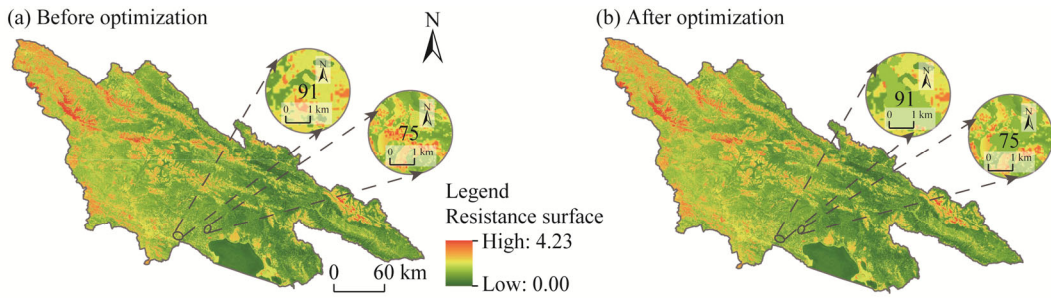 (a) Before optimization
N
(b) After optimization
N
91
0 1 km
N
75
0 1 km
N
91
0 1 km
N
75
0 1 km
Legend
Resistance surface
High: 4.23
Low: 0.00
0 60 km